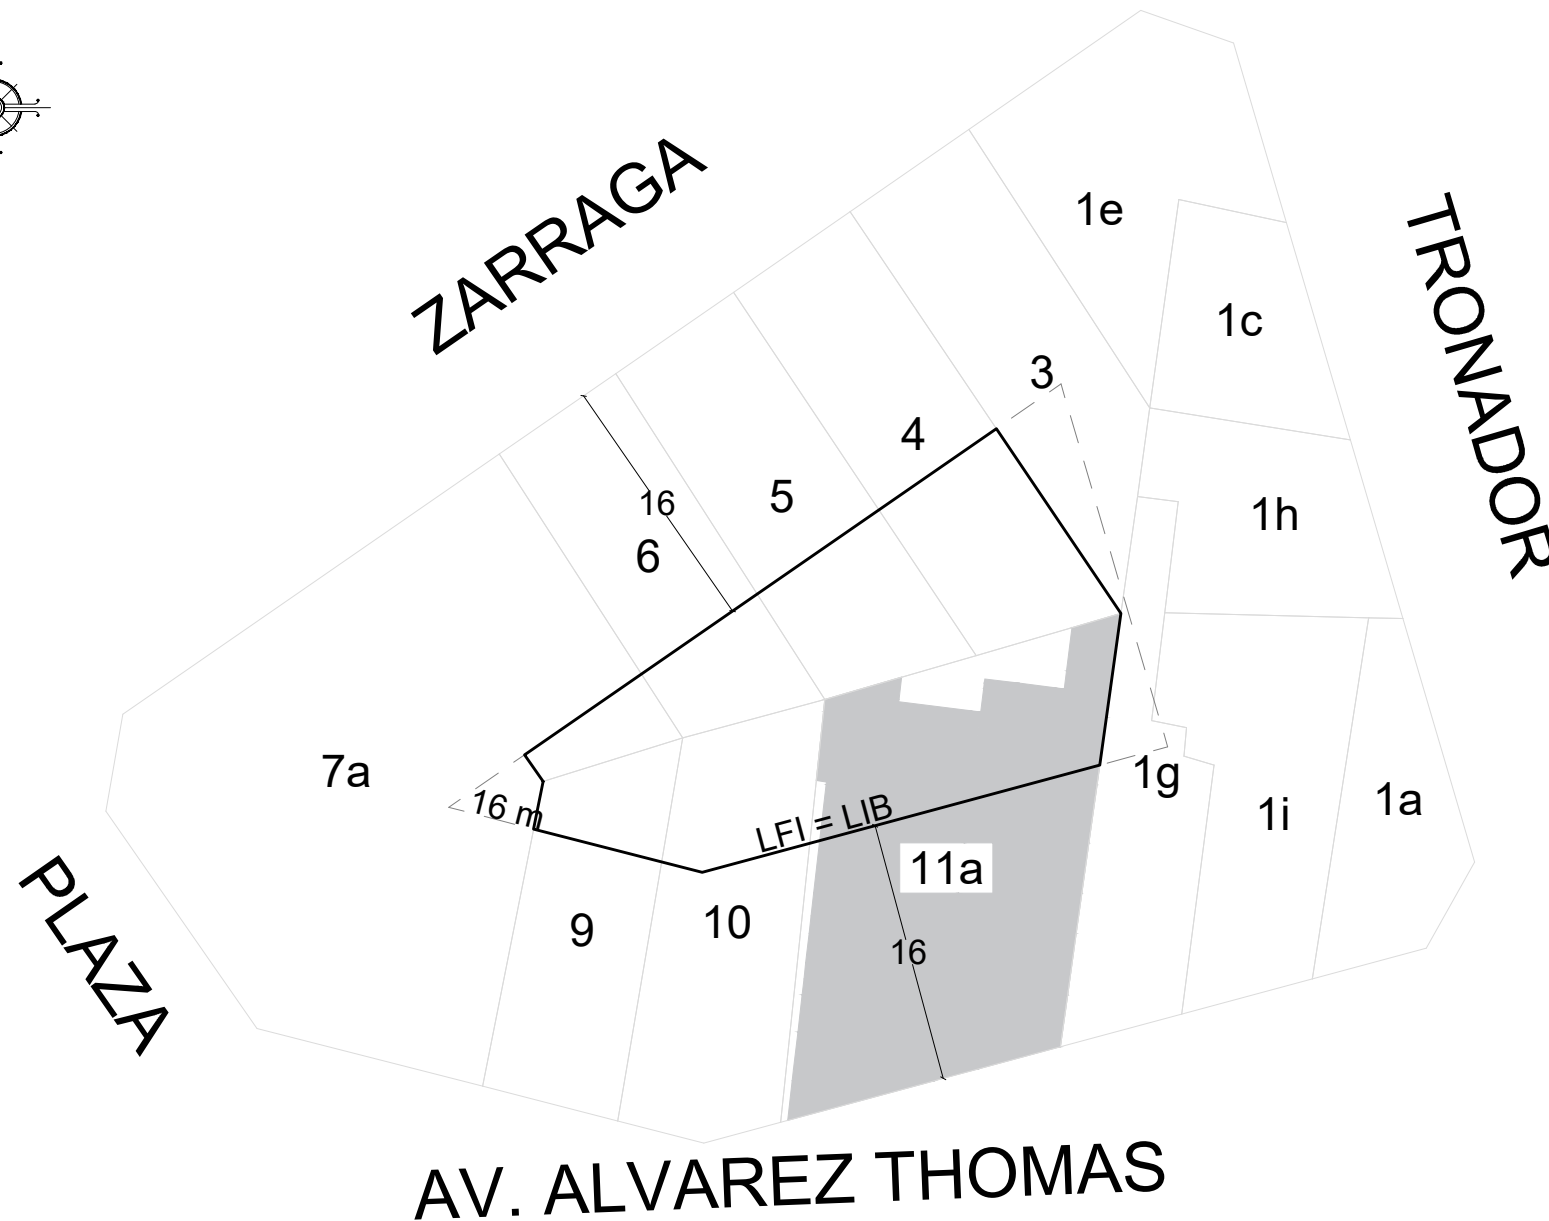 ZARRAGA
TRONADOR
1e
1c
3
4
16
5
6
1h
7a
16 m
LFI = LIB
1g
1i
1a
11a
9
10
16
PLAZA
AV. ALVAREZ THOMAS